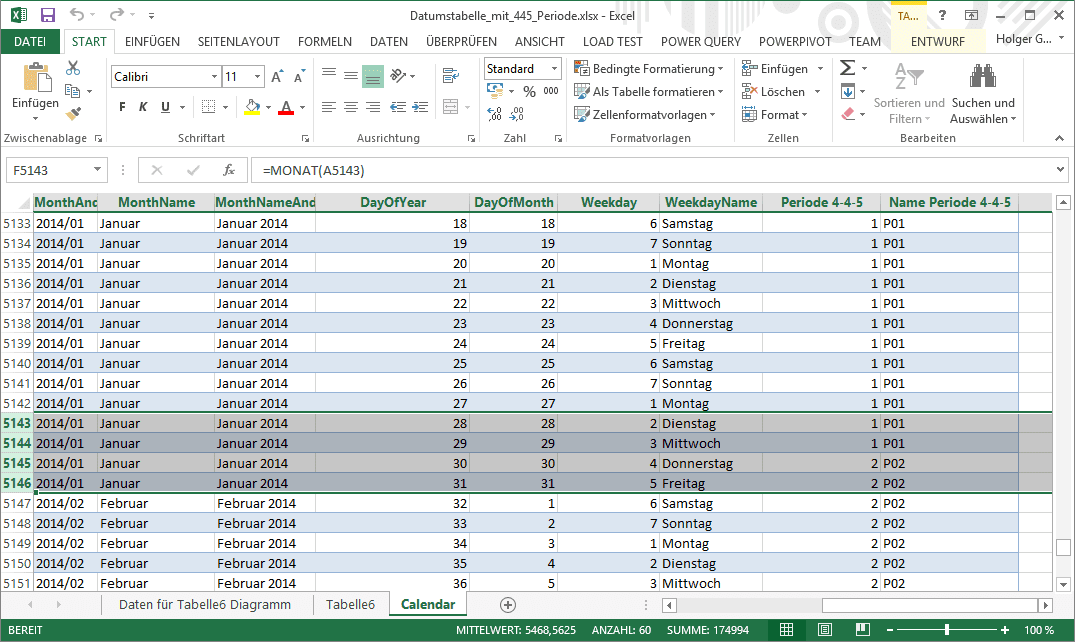 Datumstabelle_mit_445_Periode.xlsx - Excel
TA... ?
DATEI START EINFÜGEN SEITENLAYOUT FORMELN DATEN ÜBERPRÜFEN ANSICHT LOAD TEST POWER QUERY POWERPIVOT TEAM ENTWURF Holger G...
Einfügen
Zwischenablage
Calibri 11
F K U
Schriftart
Ausrichtung
Standard
% 000
Zahl
Bedingte Formatierung
Als Tabelle formatieren
Zellenformatvorlagen
Formatvorlagen
Einfügen
Löschen
Format
Zellen
Sortieren und
Filtern
Suchen und
Auswählen
Bearbeiten
F5143 fx =MONAT(A5143)
MonthAnd MonthName MonthNameAnd DayOfYear DayOfMonth Weekday WeekdayName Periode 4-4-5 Name Periode 4-4-5
5133 2014/01 Januar Januar 2014 18 18 6 Samstag 1 P01
5134 2014/01 Januar Januar 2014 19 19 7 Sonntag 1 P01
5135 2014/01 Januar Januar 2014 20 20 1 Montag 1 P01
5136 2014/01 Januar Januar 2014 21 21 2 Dienstag 1 P01
5137 2014/01 Januar Januar 2014 22 22 3 Mittwoch 1 P01
5138 2014/01 Januar Januar 2014 23 23 4 Donnerstag 1 P01
5139 2014/01 Januar Januar 2014 24 24 5 Freitag 1 P01
5140 2014/01 Januar Januar 2014 25 25 6 Samstag 1 P01
5141 2014/01 Januar Januar 2014 26 26 7 Sonntag 1 P01
5142 2014/01 Januar Januar 2014 27 27 1 Montag 1 P01
5143 2014/01 Januar Januar 2014 28 28 2 Dienstag 1 P01
5144 2014/01 Januar Januar 2014 29 29 3 Mittwoch 1 P01
5145 2014/01 Januar Januar 2014 30 30 4 Donnerstag 2 P02
5146 2014/01 Januar Januar 2014 31 31 5 Freitag 2 P02
5147 2014/02 Februar Februar 2014 32 1 6 Samstag 2 P02
5148 2014/02 Februar Februar 2014 33 2 7 Sonntag 2 P02
5149 2014/02 Februar Februar 2014 34 3 1 Montag 2 P02
5150 2014/02 Februar Februar 2014 35 4 2 Dienstag 2 P02
5151 2014/02 Februar Februar 2014 36 5 3 Mittwoch 2 P02
Daten für Tabelle6 Diagramm Tabelle6 Calendar
BEREIT MITTELWERT: 5468,5625 ANZAHL: 60 SUMME: 174994 100 %